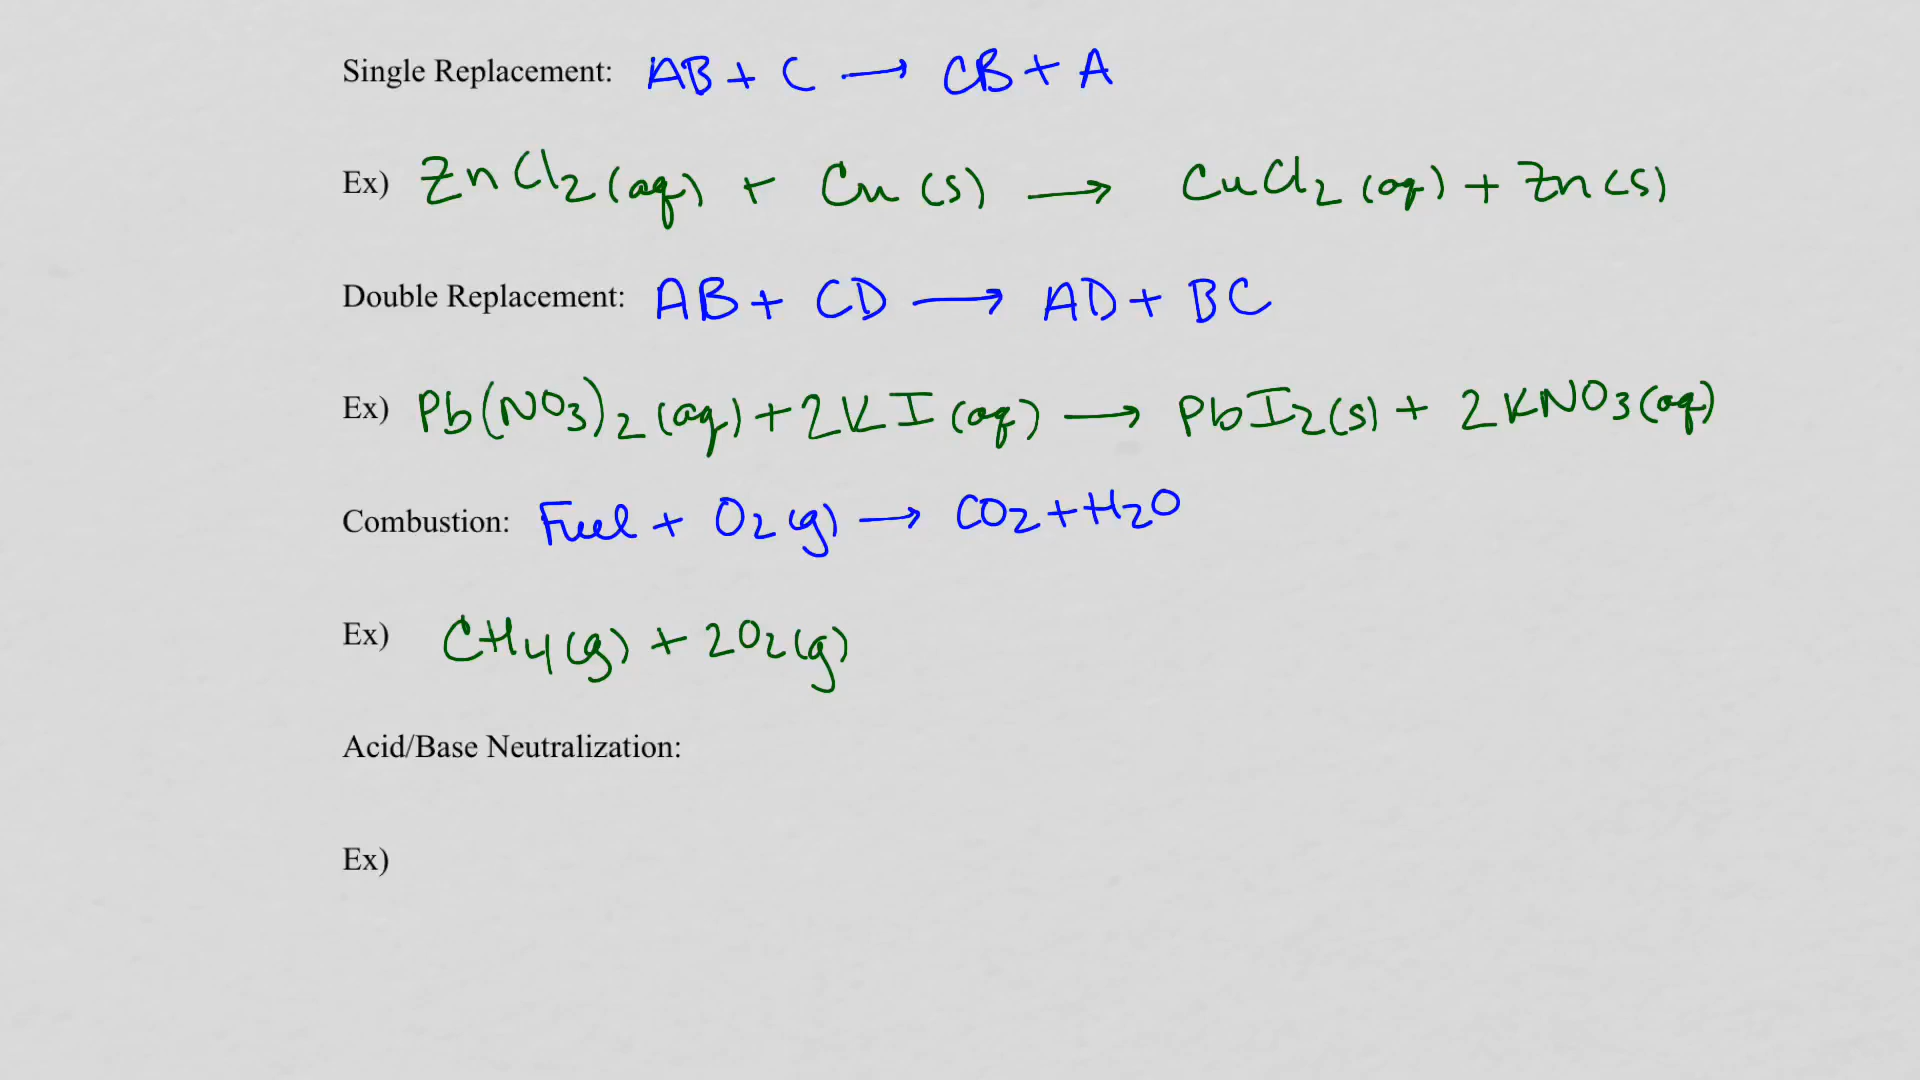 Single Replacement: AB + C → CB + A
Ex) ZnCl2 (aq) + Cu (s) → CuCl2 (aq) + Zn (s)
Double Replacement: AB + CD → AD + BC
Ex) Pb(NO3)2 (aq) + 2KI (aq) → PbI2 (s) + 2KNO3 (aq)
Combustion: Fuel + O2 (g) → CO2 + H2O
Ex) CH4 (g) + 2O2 (g)
Acid/Base Neutralization:
Ex)